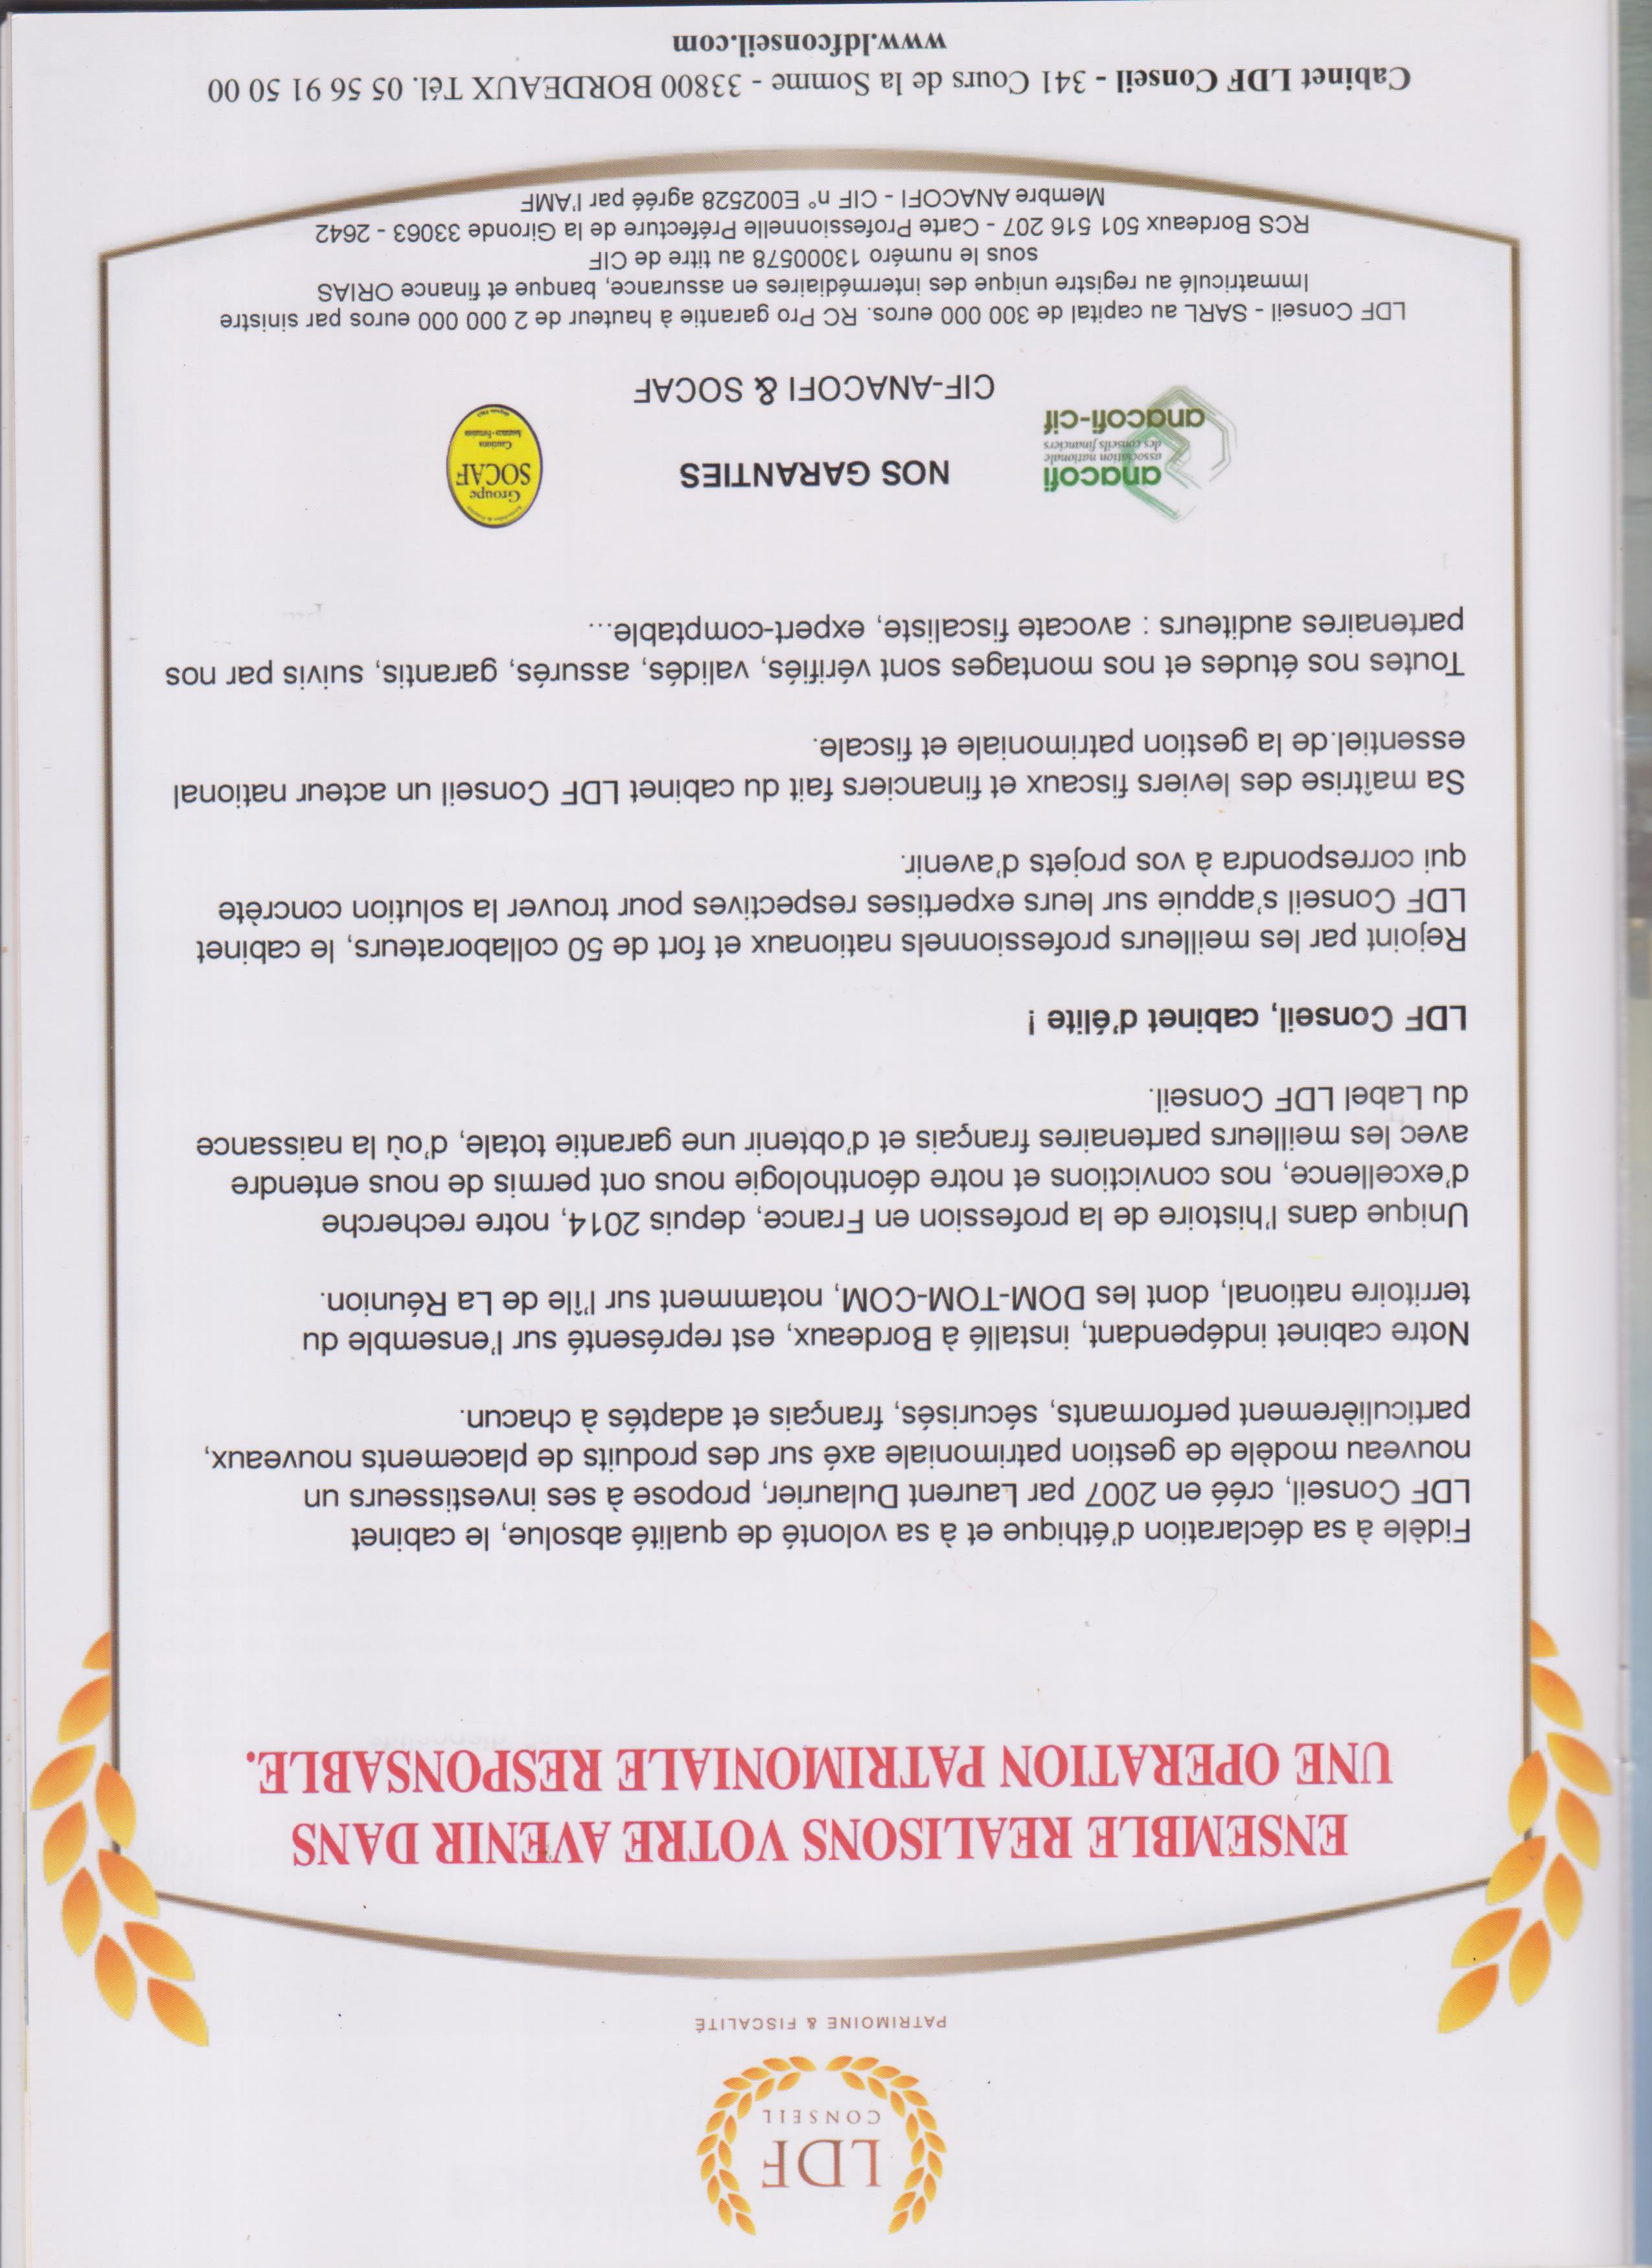 LDF
CONSEIL
PATRIMOINE & FISCALITÉ
ENSEMBLE REALISONS VOTRE AVENIR DANS
UNE OPERATION PATRIMONIALE RESPONSABLE.
Fidèle à sa déclaration d'éthique et à sa volonté de qualité absolue, le cabinet
LDF Conseil, créé en 2007 par Laurent Dulaurier, propose à ses investisseurs un
nouveau modèle de gestion patrimoniale axé sur des produits de placements nouveaux,
particulièrement performants, sécurisés, français et adaptés à chacun.
Notre cabinet indépendant, installé à Bordeaux, est représenté sur l'ensemble du
territoire national, dont les DOM-TOM-COM, notamment sur l'île de La Réunion.
Unique dans l'histoire de la profession en France, depuis 2014, notre recherche
d'excellence, nos convictions et notre déonthologie nous ont permis de nous entendre
avec les meilleurs partenaires français et d'obtenir une garantie totale, d'où la naissance
du Label LDF Conseil.
LDF Conseil, cabinet d'élite !
Rejoint par les meilleurs professionnels nationaux et fort de 50 collaborateurs, le cabinet
LDF Conseil s'appuie sur leurs expertises respectives pour trouver la solution concrète
qui correspondra à vos projets d'avenir.
Sa maîtrise des leviers fiscaux et financiers fait du cabinet LDF Conseil un acteur national
essentiel.de la gestion patrimoniale et fiscale.
Toutes nos études et nos montages sont vérifiés, validés, assurés, garantis, suivis par nos
partenaires auditeurs : avocate fiscaliste, expert-comptable...
anacofi
association nationale
des conseils financiers
anacofi-cif
NOS GARANTIES
CIF-ANACOFI & SOCAF
Groupe
SOCAF
Cautions
depuis 1963
LDF Conseil - SARL au capital de 300 000 euros. RC Pro garantie à hauteur de 2 000 000 euros par sinistre
Immatriculé au registre unique des intermédiaires en assurance, banque et finance ORIAS
sous le numéro 13000578 au titre de CIF
RCS Bordeaux 501 516 207 - Carte Professionnelle Préfecture de la Gironde 33063 - 2642
Membre ANACOFI - CIF n° E002528 agréé par l'AMF
Cabinet LDF Conseil - 341 Cours de la Somme - 33800 BORDEAUX Tél. 05 56 91 50 00
www.ldfconseil.com